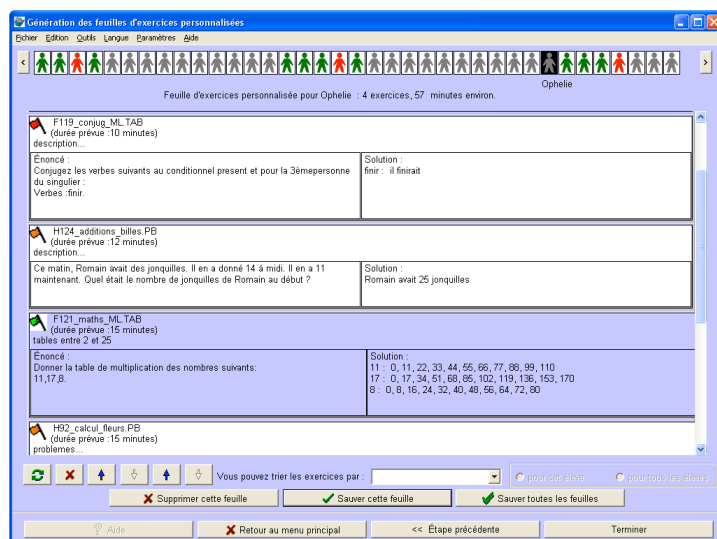 Génération des feuilles d'exercices personnalisées
Fichier Edition Outils Langue Paramètres Aide
< >
Ophelie
Feuille d'exercices personnalisée pour Ophelie : 4 exercices, 57 minutes environ.
F119_conjug_ML.TAB
(durée prévue :10 minutes)
description...
Énoncé :
Conjugez les verbes suivants au conditionnel present et pour la 3èmepersonne
du singulier :
Verbes :finir.
Solution :
finir : il finirait
H124_additions_billes.PB
(durée prévue :12 minutes)
description...
Ce matin, Romain avait des jonquilles. Il en a donné 14 à midi. Il en a 11
maintenant. Quel était le nombre de jonquilles de Romain au début ?
Solution :
Romain avait 25 jonquilles
F121_maths_ML.TAB
(durée prévue :15 minutes)
tables entre 2 et 25
Énoncé :
Donner la table de multiplication des nombres suivants:
11,17,8.
Solution :
11 : 0, 11, 22, 33, 44, 55, 66, 77, 88, 99, 110
17 : 0, 17, 34, 51, 68, 85, 102, 119, 136, 153, 170
8 : 0, 8, 16, 24, 32, 40, 48, 56, 64, 72, 80
H92_calcul_fleurs.PB
(durée prévue :15 minutes)
problemes...
Vous pouvez trier les exercices par :
pour cet élève pour tous les élèves
Supprimer cette feuille Sauver cette feuille Sauver toutes les feuilles
Aide Retour au menu principal << Étape précédente Terminer